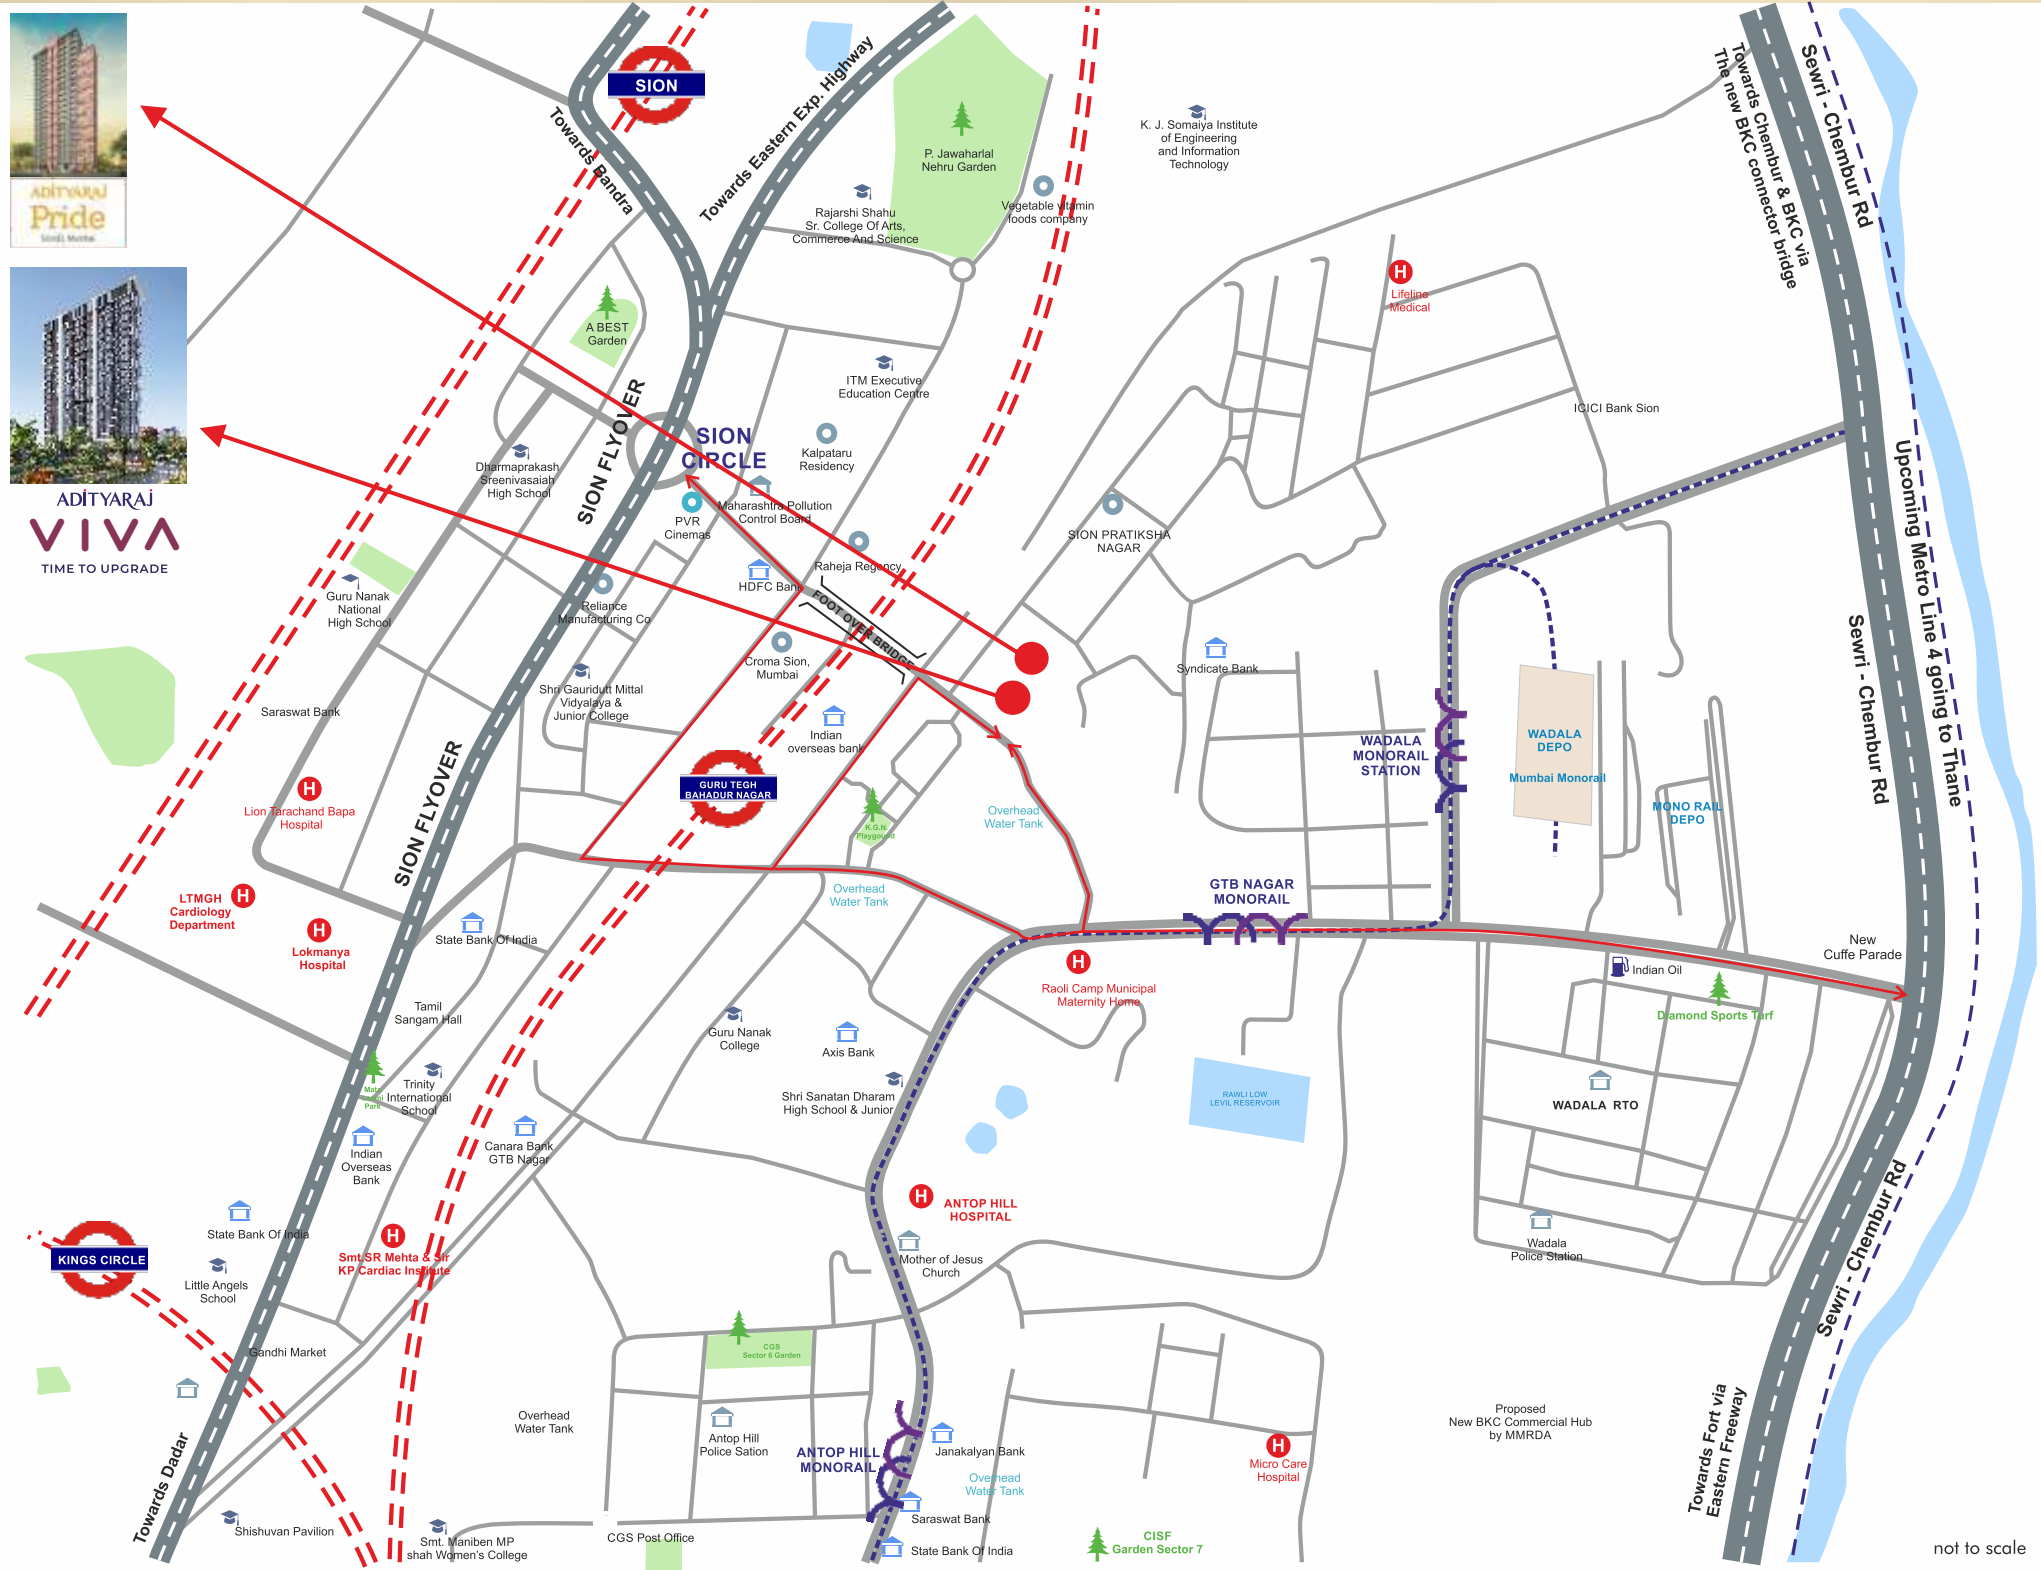 ADITYARAJ
Pride
ADITYARAJ
VIVA
TIME TO UPGRADE
SION
Towards Bandra
Towards Eastern Exp. Highway
P. Jawaharlal
Nehru Garden
K. J. Somaiya Institute
of Engineering
and Information
Technology
Rajarshi Shahu
Sr. College Of Arts,
Commerce And Science
Vegetable vitamin
foods company
Towards Chembur & BKC via
The new BKC connector bridge
Sewri - Chembur Rd
Lifeline
Medical
A BEST
Garden
ITM Executive
Education Centre
ICICI Bank Sion
SION FLYOVER
SION
CIRCLE
Kalpataru
Residency
Dharmaprakash
Sreenivasaiah
High School
PVR
Cinemas
Maharashtra Pollution
Control Board
SION PRATIKSHA
NAGAR
Raheja Regency
HDFC Bank
FOOT OVER BRIDGE
Guru Nanak
National
High School
Reliance
Manufacturing Co
Croma Sion,
Mumbai
Syndicate Bank
Shri Gauridutt Mittal
Vidyalaya &
Junior College
Saraswat Bank
Indian
overseas bank
Upcoming Metro Line 4 going to Thane
Sewri - Chembur Rd
WADALA
MONORAIL
STATION
WADALA
DEPO
Mumbai Monorail
MONO RAIL
DEPO
GURU TEGH
BAHADUR NAGAR
SION FLYOVER
Lion Tarachand Bapa
Hospital
K.G.N.
Playgound
Overhead
Water Tank
Overhead
Water Tank
GTB NAGAR
MONORAIL
LTMGH
Cardiology
Department
Lokmanya
Hospital
State Bank Of India
New
Cuffe Parade
Indian Oil
Diamond Sports Turf
Raoli Camp Municipal
Maternity Home
Tamil
Sangam Hall
Guru Nanak
College
Axis Bank
Trinity
International
School
Park
Shri Sanatan Dharam
High School & Junior
RAWLI LOW
LEVIL RESERVOIR
WADALA RTO
Indian
Overseas
Bank
Canara Bank
GTB Nagar
ANTOP HILL
HOSPITAL
Mother of Jesus
Church
Wadala
Police Station
Sewri - Chembur Rd
State Bank Of India
KINGS CIRCLE
Smt SR Mehta & Sir
KP Cardiac Institute
Little Angels
School
Gandhi Market
CGS
Sector 6 Garden
Overhead
Water Tank
Antop Hill
Police Sation
ANTOP HILL
MONORAIL
Janakalyan Bank
Overhead
Water Tank
Micro Care
Hospital
Proposed
New BKC Commercial Hub
by MMRDA
Towards Fort via
Eastern Freeway
Towards Dadar
Shishuvan Pavilion
Smt. Maniben MP
shah Women's College
CGS Post Office
Saraswat Bank
State Bank Of India
CISF
Garden Sector 7
not to scale